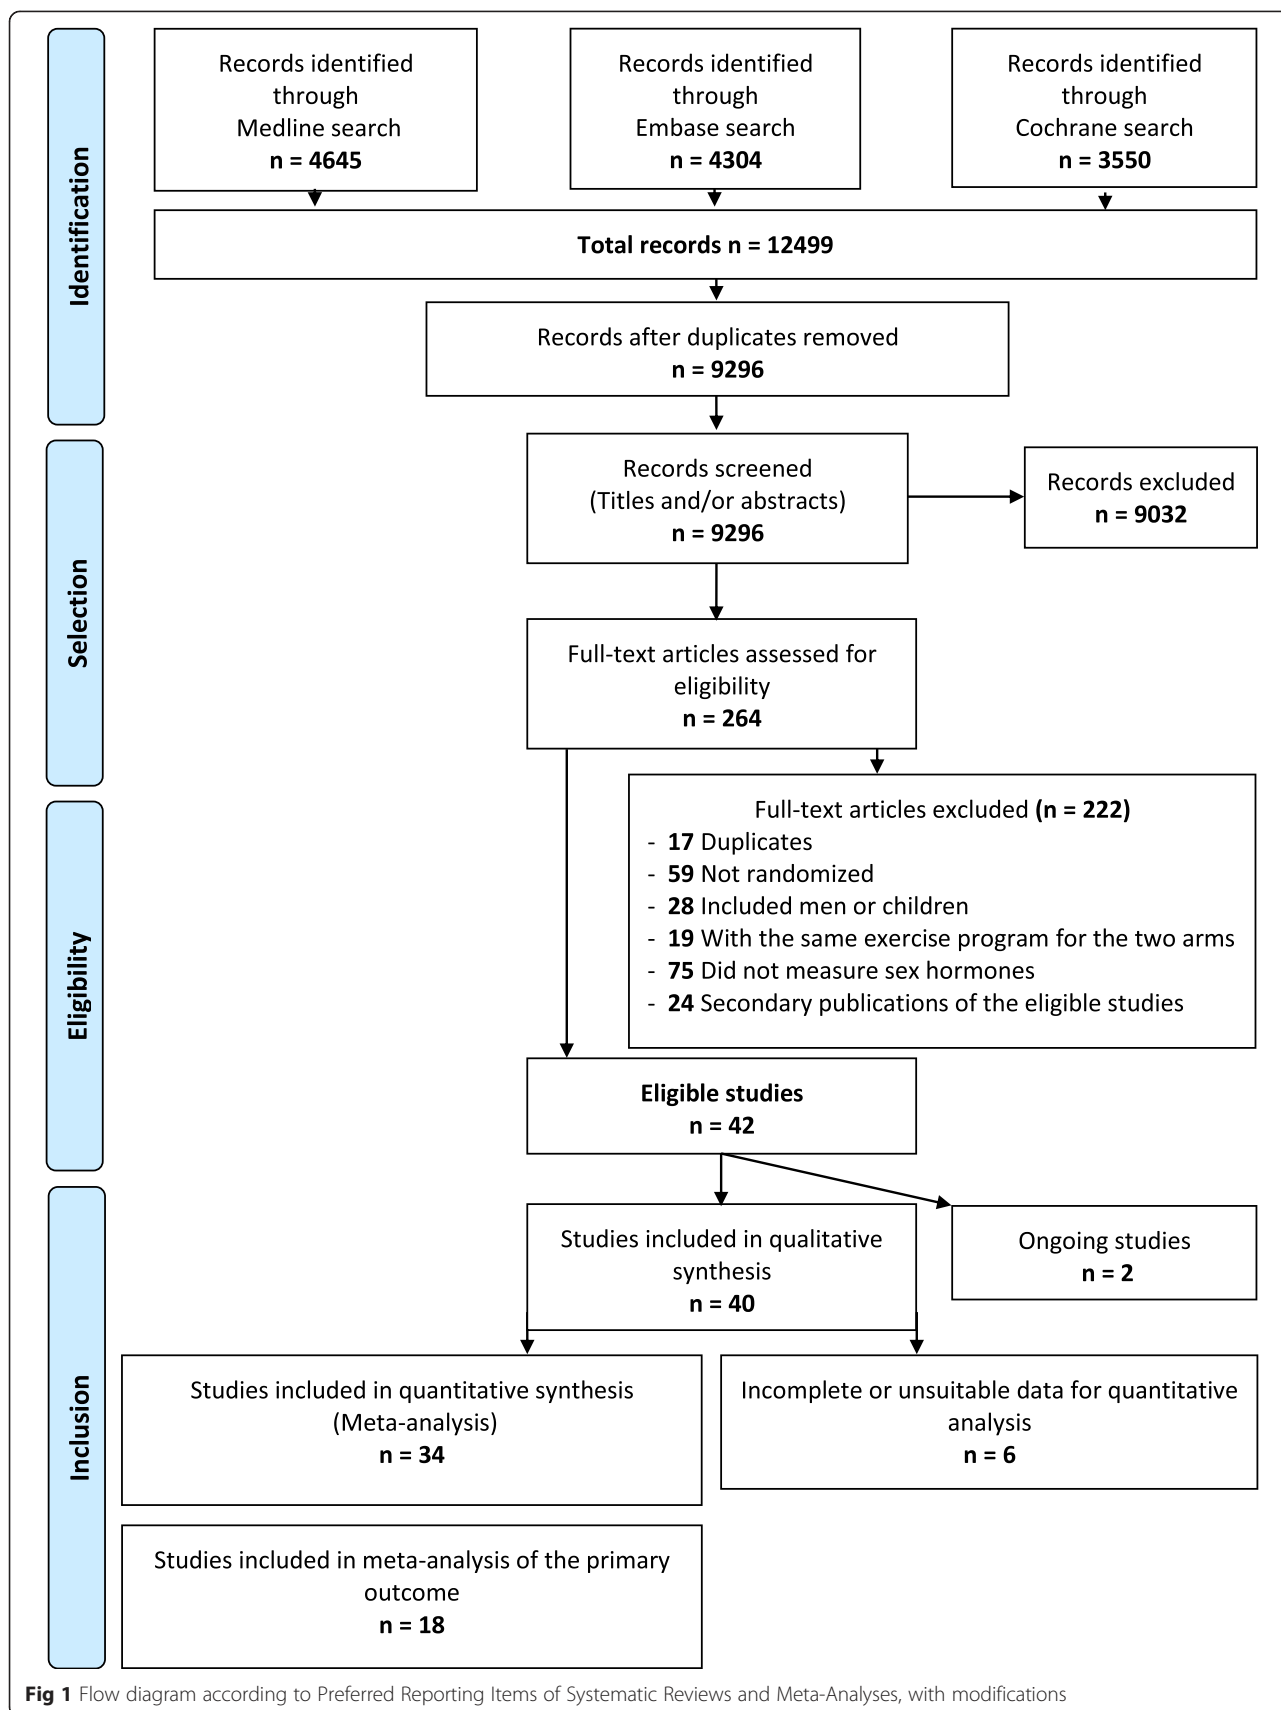 Identification
Records identified
through
Medline search
n = 4645
Records identified
through
Embase search
n = 4304
Records identified
through
Cochrane search
n = 3550
Total records n = 12499
Records after duplicates removed
n = 9296
Selection
Records screened
(Titles and/or abstracts)
n = 9296
Records excluded
n = 9032
Full-text articles assessed for
eligibility
n = 264
Eligibility
Full-text articles excluded (n = 222)
- 17 Duplicates
- 59 Not randomized
- 28 Included men or children
- 19 With the same exercise program for the two arms
- 75 Did not measure sex hormones
- 24 Secondary publications of the eligible studies
Eligible studies
n = 42
Inclusion
Studies included in qualitative
synthesis
n = 40
Ongoing studies
n = 2
Studies included in quantitative synthesis
(Meta-analysis)
n = 34
Incomplete or unsuitable data for quantitative
analysis
n = 6
Studies included in meta-analysis of the primary
outcome
n = 18
Fig 1 Flow diagram according to Preferred Reporting Items of Systematic Reviews and Meta-Analyses, with modifications